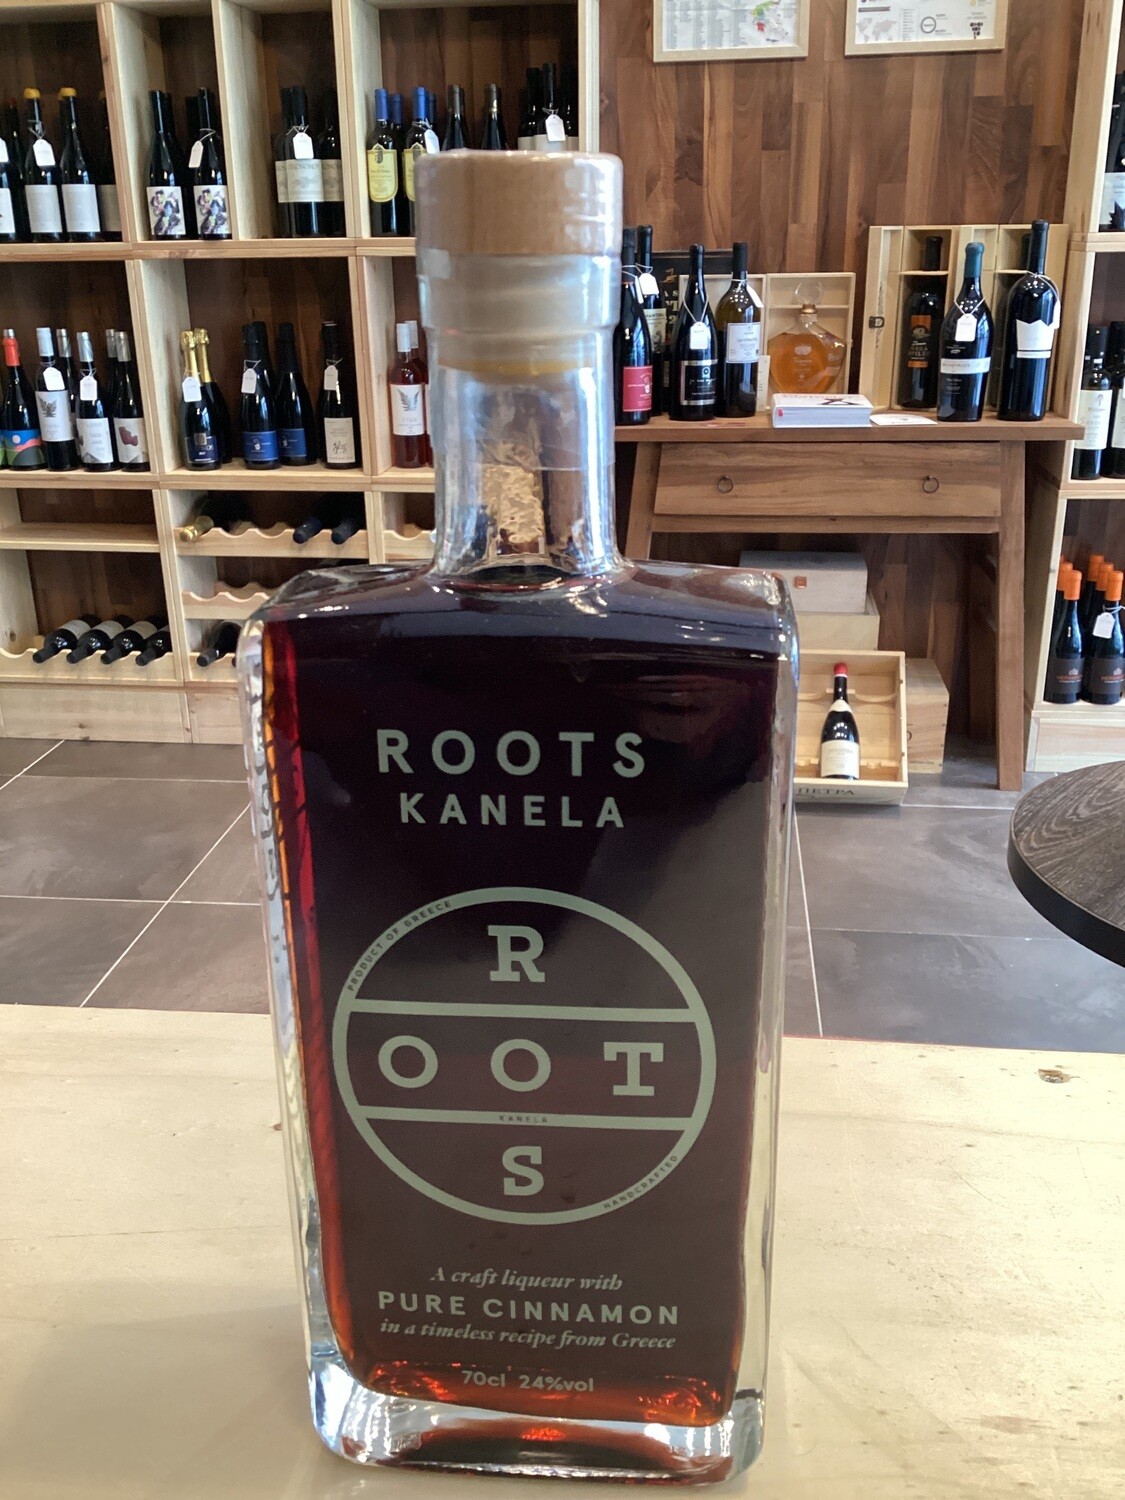 ROOTS
KANELA
PRODUCT OF GREECE
R
O O T
KANELA
S
HANDCRAFTED
A craft liqueur with
PURE CINNAMON
in a timeless recipe from Greece
70cl 24%vol
ΠΕΤΡΑ